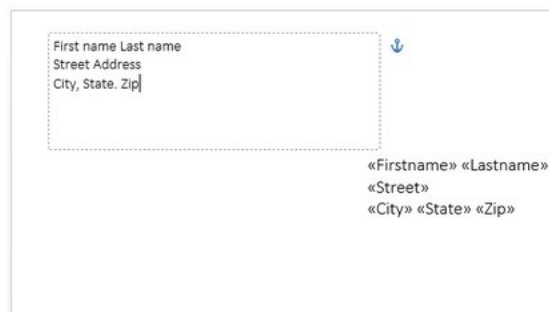 First name Last name
Street Address
City, State. Zip
«Firstname» «Lastname»
«Street»
«City» «State» «Zip»